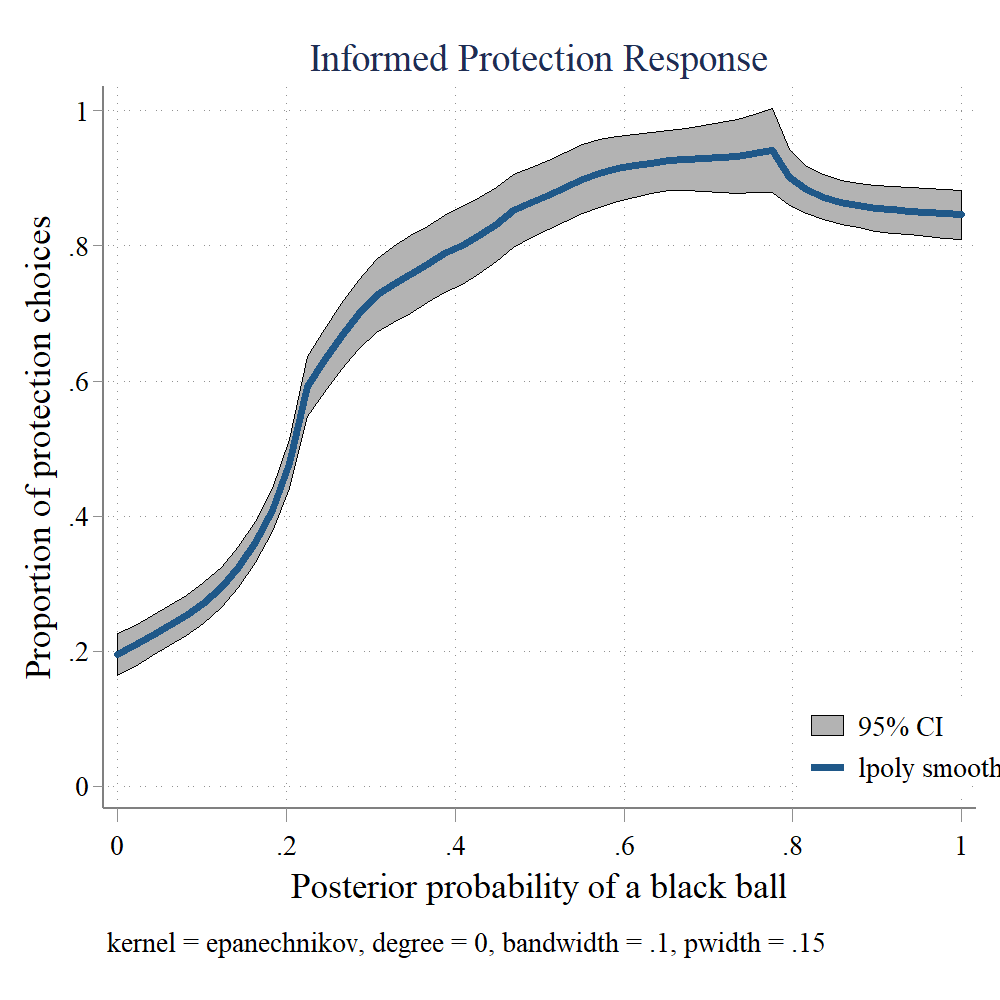 Informed Protection Response
Proportion of protection choices
1
.8
.6
.4
.2
0
95% CI
lpoly smooth
0 .2 .4 .6 .8 1
Posterior probability of a black ball
kernel = epanechnikov, degree = 0, bandwidth = .1, pwidth = .15